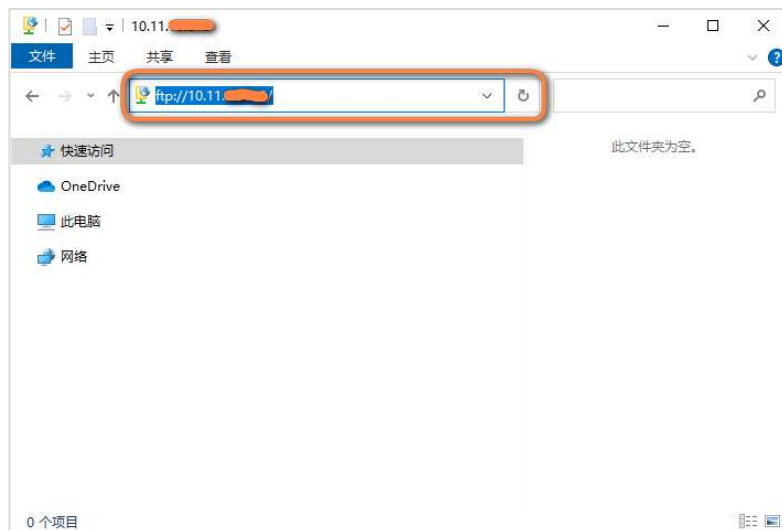 10.11.
文件 主页 共享 查看
ftp://10.11. /
快速访问
此文件夹为空。
OneDrive
此电脑
网络
0 个项目